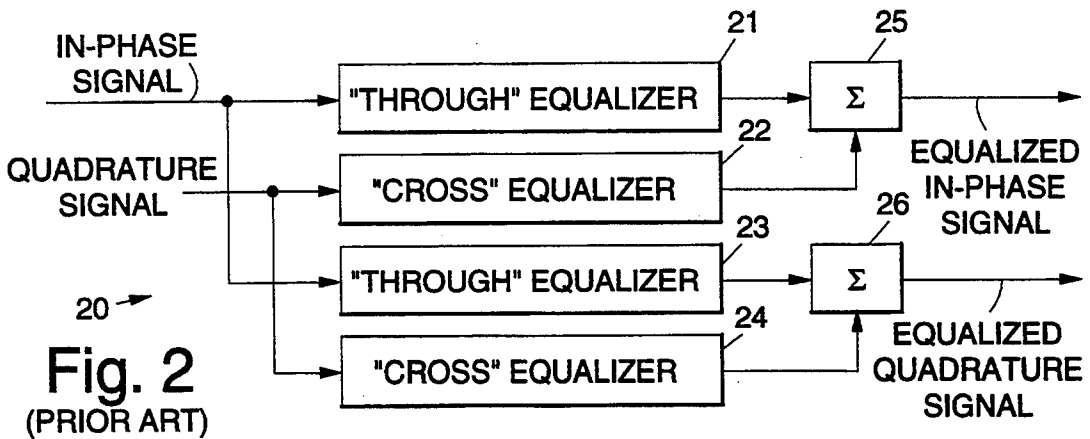 IN-PHASE
SIGNAL
21
25
"THROUGH" EQUALIZER
Σ
22
QUADRATURE
SIGNAL
"CROSS" EQUALIZER
EQUALIZED
IN-PHASE
SIGNAL
23
26
"THROUGH" EQUALIZER
Σ
20
24
"CROSS" EQUALIZER
EQUALIZED
QUADRATURE
SIGNAL
Fig. 2
(PRIOR ART)